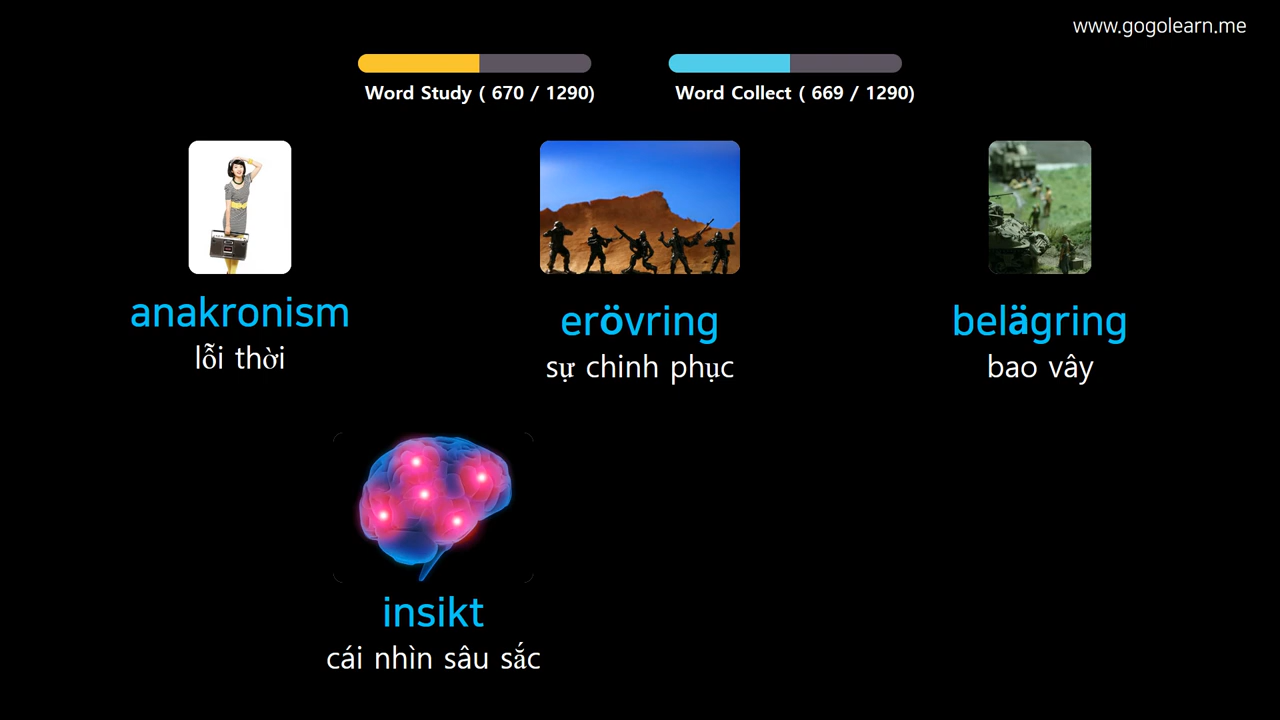 www.gogolearn.me
Word Study ( 670 / 1290)
Word Collect ( 669 / 1290)
anakronism
lỗi thời
erövring
sự chinh phục
belägring
bao vây
insikt
cái nhìn sâu sắc